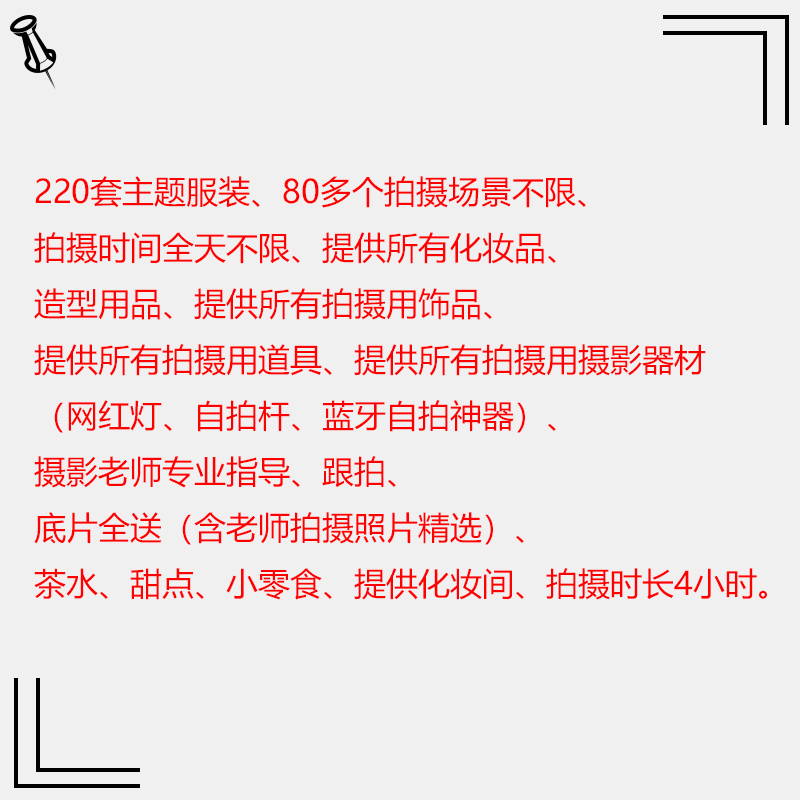 220套主题服装、80多个拍摄场景不限、
拍摄时间全天不限、提供所有化妆品、
造型用品、提供所有拍摄用饰品、
提供所有拍摄用道具、提供所有拍摄用摄影器材
（网红灯、自拍杆、蓝牙自拍神器）、
摄影老师专业指导、跟拍、
底片全送（含老师拍摄照片精选）、
茶水、甜点、小零食、提供化妆间、拍摄时长4小时。